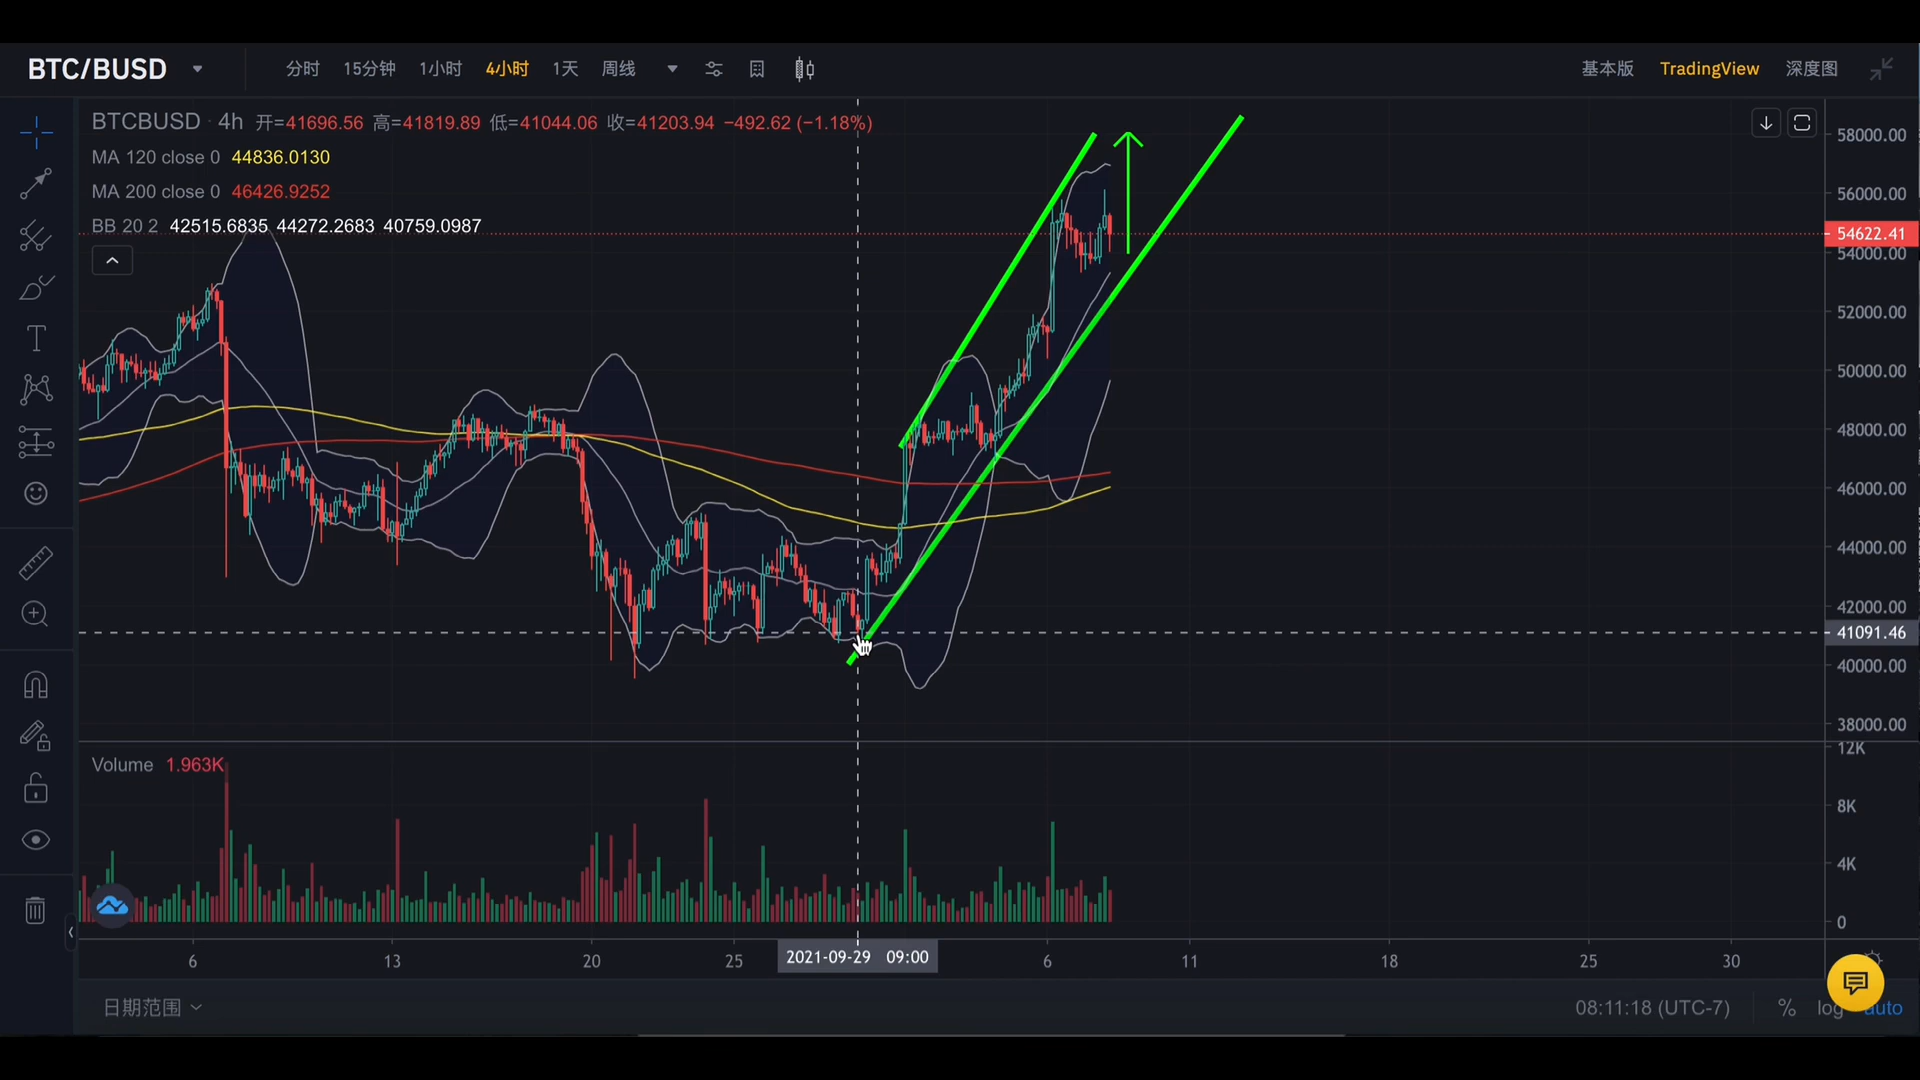 BTC/BUSD 分时 15分钟 1小时 4小时 1天 周线 基本版 TradingView 深度图
BTCBUSD · 4h 开=41696.56 高=41819.89 低=41044.06 收=41203.94 −492.62 (−1.18%)
MA 120 close 0 44836.0130
MA 200 close 0 46426.9252
BB 20 2 42515.6835 44272.2683 40759.0987
58000.00
56000.00
54622.41
54000.00
52000.00
50000.00
48000.00
46000.00
44000.00
42000.00
41091.46
40000.00
38000.00
Volume 1.963K
12K
8K
4K
0
6 13 20 25 2021-09-29 09:00 6 11 18 25 30
日期范围 08:11:18 (UTC-7) % log auto